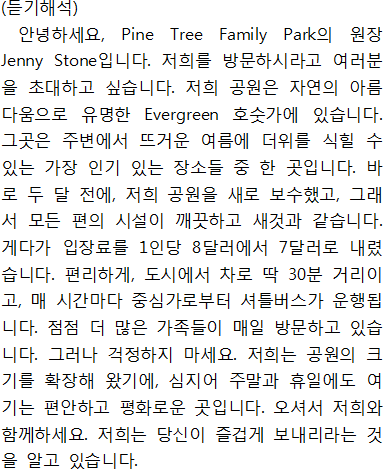 (듣기해석)
안녕하세요, Pine Tree Family Park의 원장
Jenny Stone입니다. 저희를 방문하시라고 여러분
을 초대하고 싶습니다. 저희 공원은 자연의 아름
다움으로 유명한 Evergreen 호숫가에 있습니다.
그곳은 주변에서 뜨거운 여름에 더위를 식힐 수
있는 가장 인기 있는 장소들 중 한 곳입니다. 바
로 두 달 전에, 저희 공원을 새로 보수했고, 그래
서 모든 편의 시설이 깨끗하고 새것과 같습니다.
게다가 입장료를 1인당 8달러에서 7달러로 내렸
습니다. 편리하게, 도시에서 차로 딱 30분 거리이
고, 매 시간마다 중심가로부터 셔틀버스가 운행됩
니다. 점점 더 많은 가족들이 매일 방문하고 있습
니다. 그러나 걱정하지 마세요. 저희는 공원의 크
기를 확장해 왔기에, 심지어 주말과 휴일에도 여
기는 편안하고 평화로운 곳입니다. 오셔서 저희와
함께하세요. 저희는 당신이 즐겁게 보내리라는 것
을 알고 있습니다.